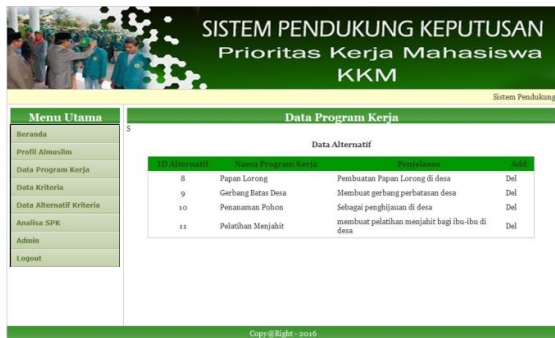 SISTEM PENDUKUNG KEPUTUSAN
Prioritas Kerja Mahasiswa
KKM
Sistem Pendukung
Menu Utama
Beranda
Profil Almuslim
Data Program Kerja
Data Kriteria
Data Alternatif Kriteria
Analisa SPK
Admin
Logout
Data Program Kerja
S
Data Alternatif
ID Alternatif Nama Program Kerja Penjelasan Add
8 Papan Lorong Pembuatan Papan Lorong di desa Del
9 Gerbang Batas Desa Membuat gerbang perbatasan desa Del
10 Penanaman Pohon Sebagai penghijauan di desa Del
11 Pelatihan Menjahit membuat pelatihan menjahit bagi ibu-ibu di
desa Del
Copy@Right - 2016